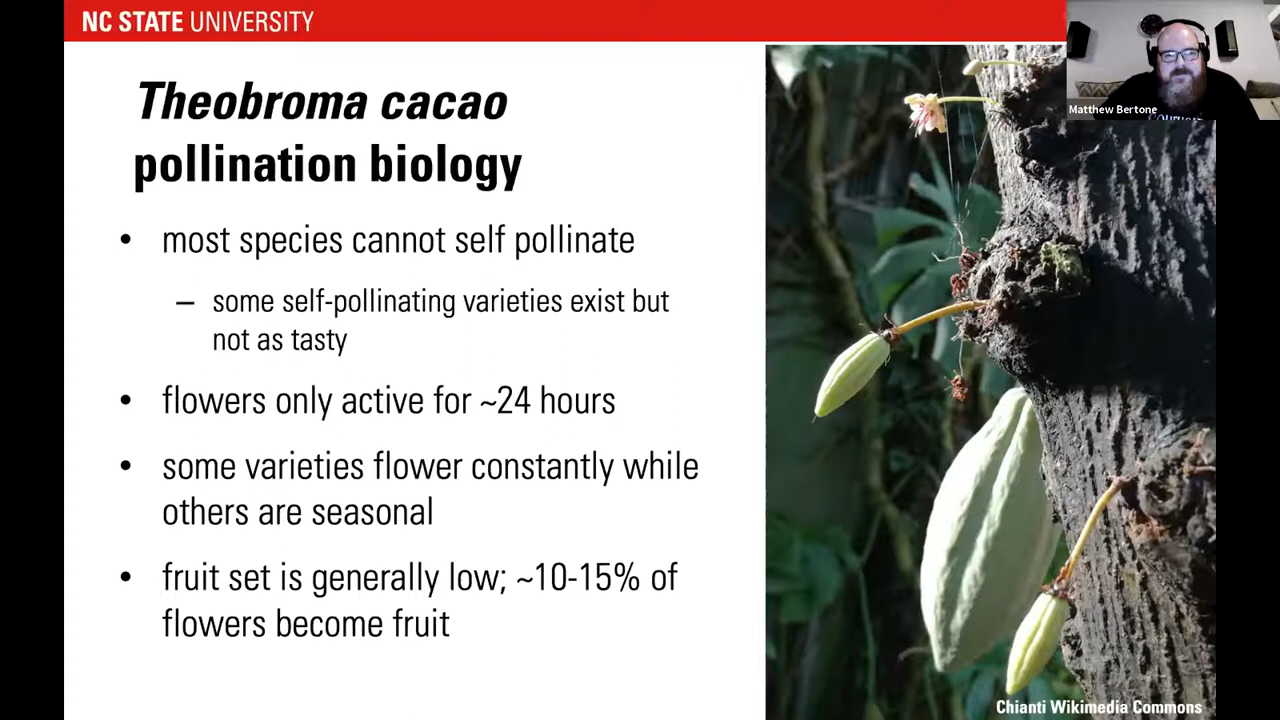 NC STATE UNIVERSITY
Matthew Bertone
Theobroma cacao
pollination biology
• most species cannot self pollinate
– some self-pollinating varieties exist but
not as tasty
• flowers only active for ~24 hours
• some varieties flower constantly while
others are seasonal
• fruit set is generally low; ~10-15% of
flowers become fruit
Chianti Wikimedia Commons